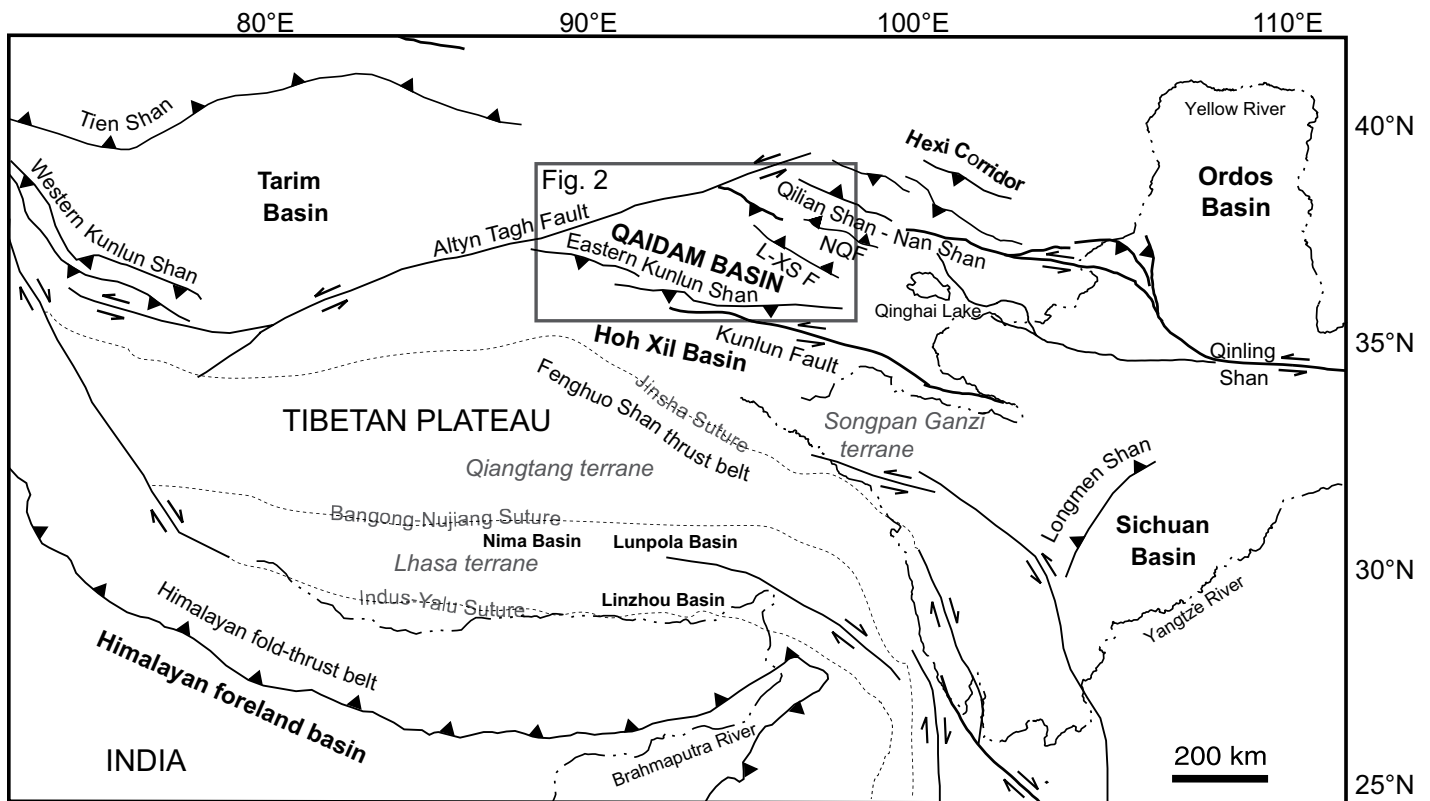 80°E
90°E
100°E
110°E
40°N
35°N
30°N
25°N
Tien Shan
Tarim
Basin
Western Kunlun Shan
Altyn Tagh Fault
Fig. 2
QAIDAM BASIN
Eastern Kunlun Shan
L-XS F
NQF
Qilian Shan - Nan Shan
Hexi Corridor
Yellow River
Ordos
Basin
Qinghai Lake
Qinling
Shan
Kunlun Fault
Hoh Xil Basin
Jinsha Suture
Fenghuo Shan thrust belt
Songpan Ganzi
terrane
TIBETAN PLATEAU
Qiangtang terrane
Bangong-Nujiang Suture
Nima Basin
Lunpola Basin
Lhasa terrane
Indus-Yalu Suture
Linzhou Basin
Longmen Shan
Sichuan
Basin
Yangtze River
Himalayan fold-thrust belt
Himalayan foreland basin
INDIA
Brahmaputra River
200 km